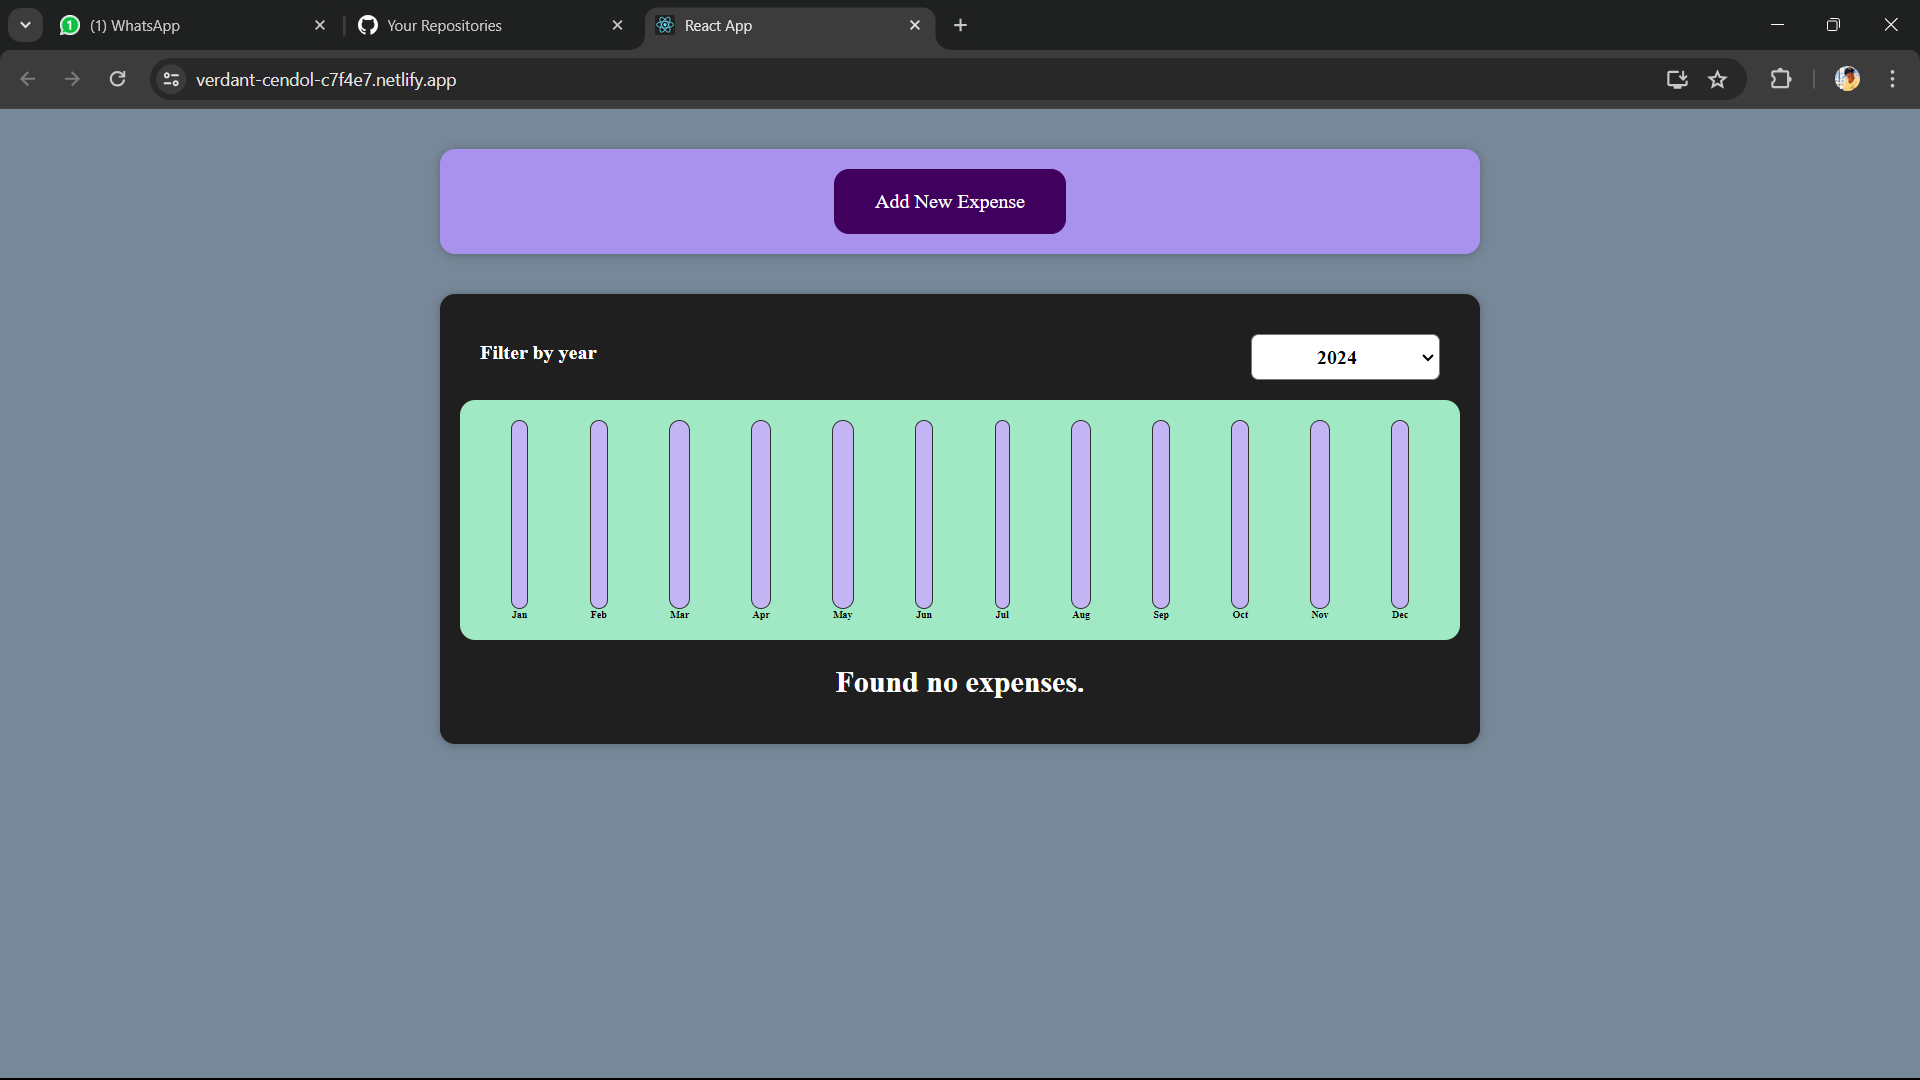 1 (1) WhatsApp
Your Repositories
React App
verdant-cendol-c7f4e7.netlify.app
Add New Expense
Filter by year
2024
Jan Feb Mar Apr May Jun Jul Aug Sep Oct Nov Dec
Found no expenses.